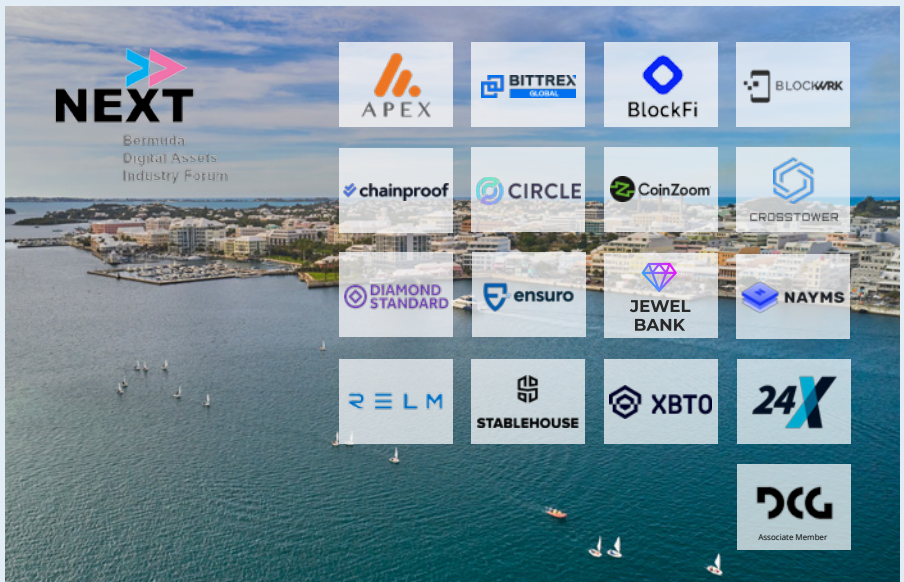 NEXT
Bermuda
Digital Assets
Industry Forum
APEX
BITTREX
GLOBAL
BlockFi
BLOCKWRK
chainproof
CIRCLE
CoinZoom
CROSSTOWER
DIAMOND
STANDARD
ensuro
JEWEL
BANK
NAYMS
RELM
STABLEHOUSE
XBTO
24X
DCG
Associate Member